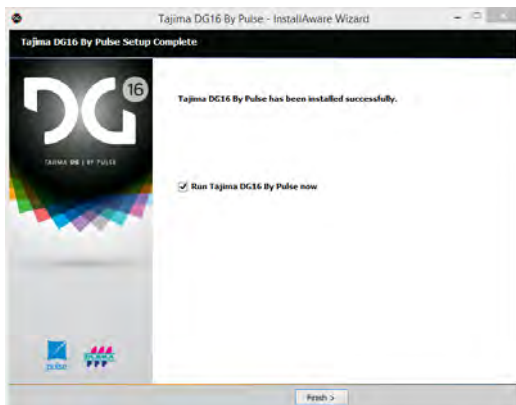 Tajima DG16 By Pulse - InstallAware Wizard
Tajima DG16 By Pulse Setup Complete
DG 16
TAJIMA DG | BY PULSE
Tajima DG16 By Pulse has been installed successfully.
Run Tajima DG16 By Pulse now
pulse
TAJIMA
Finish >